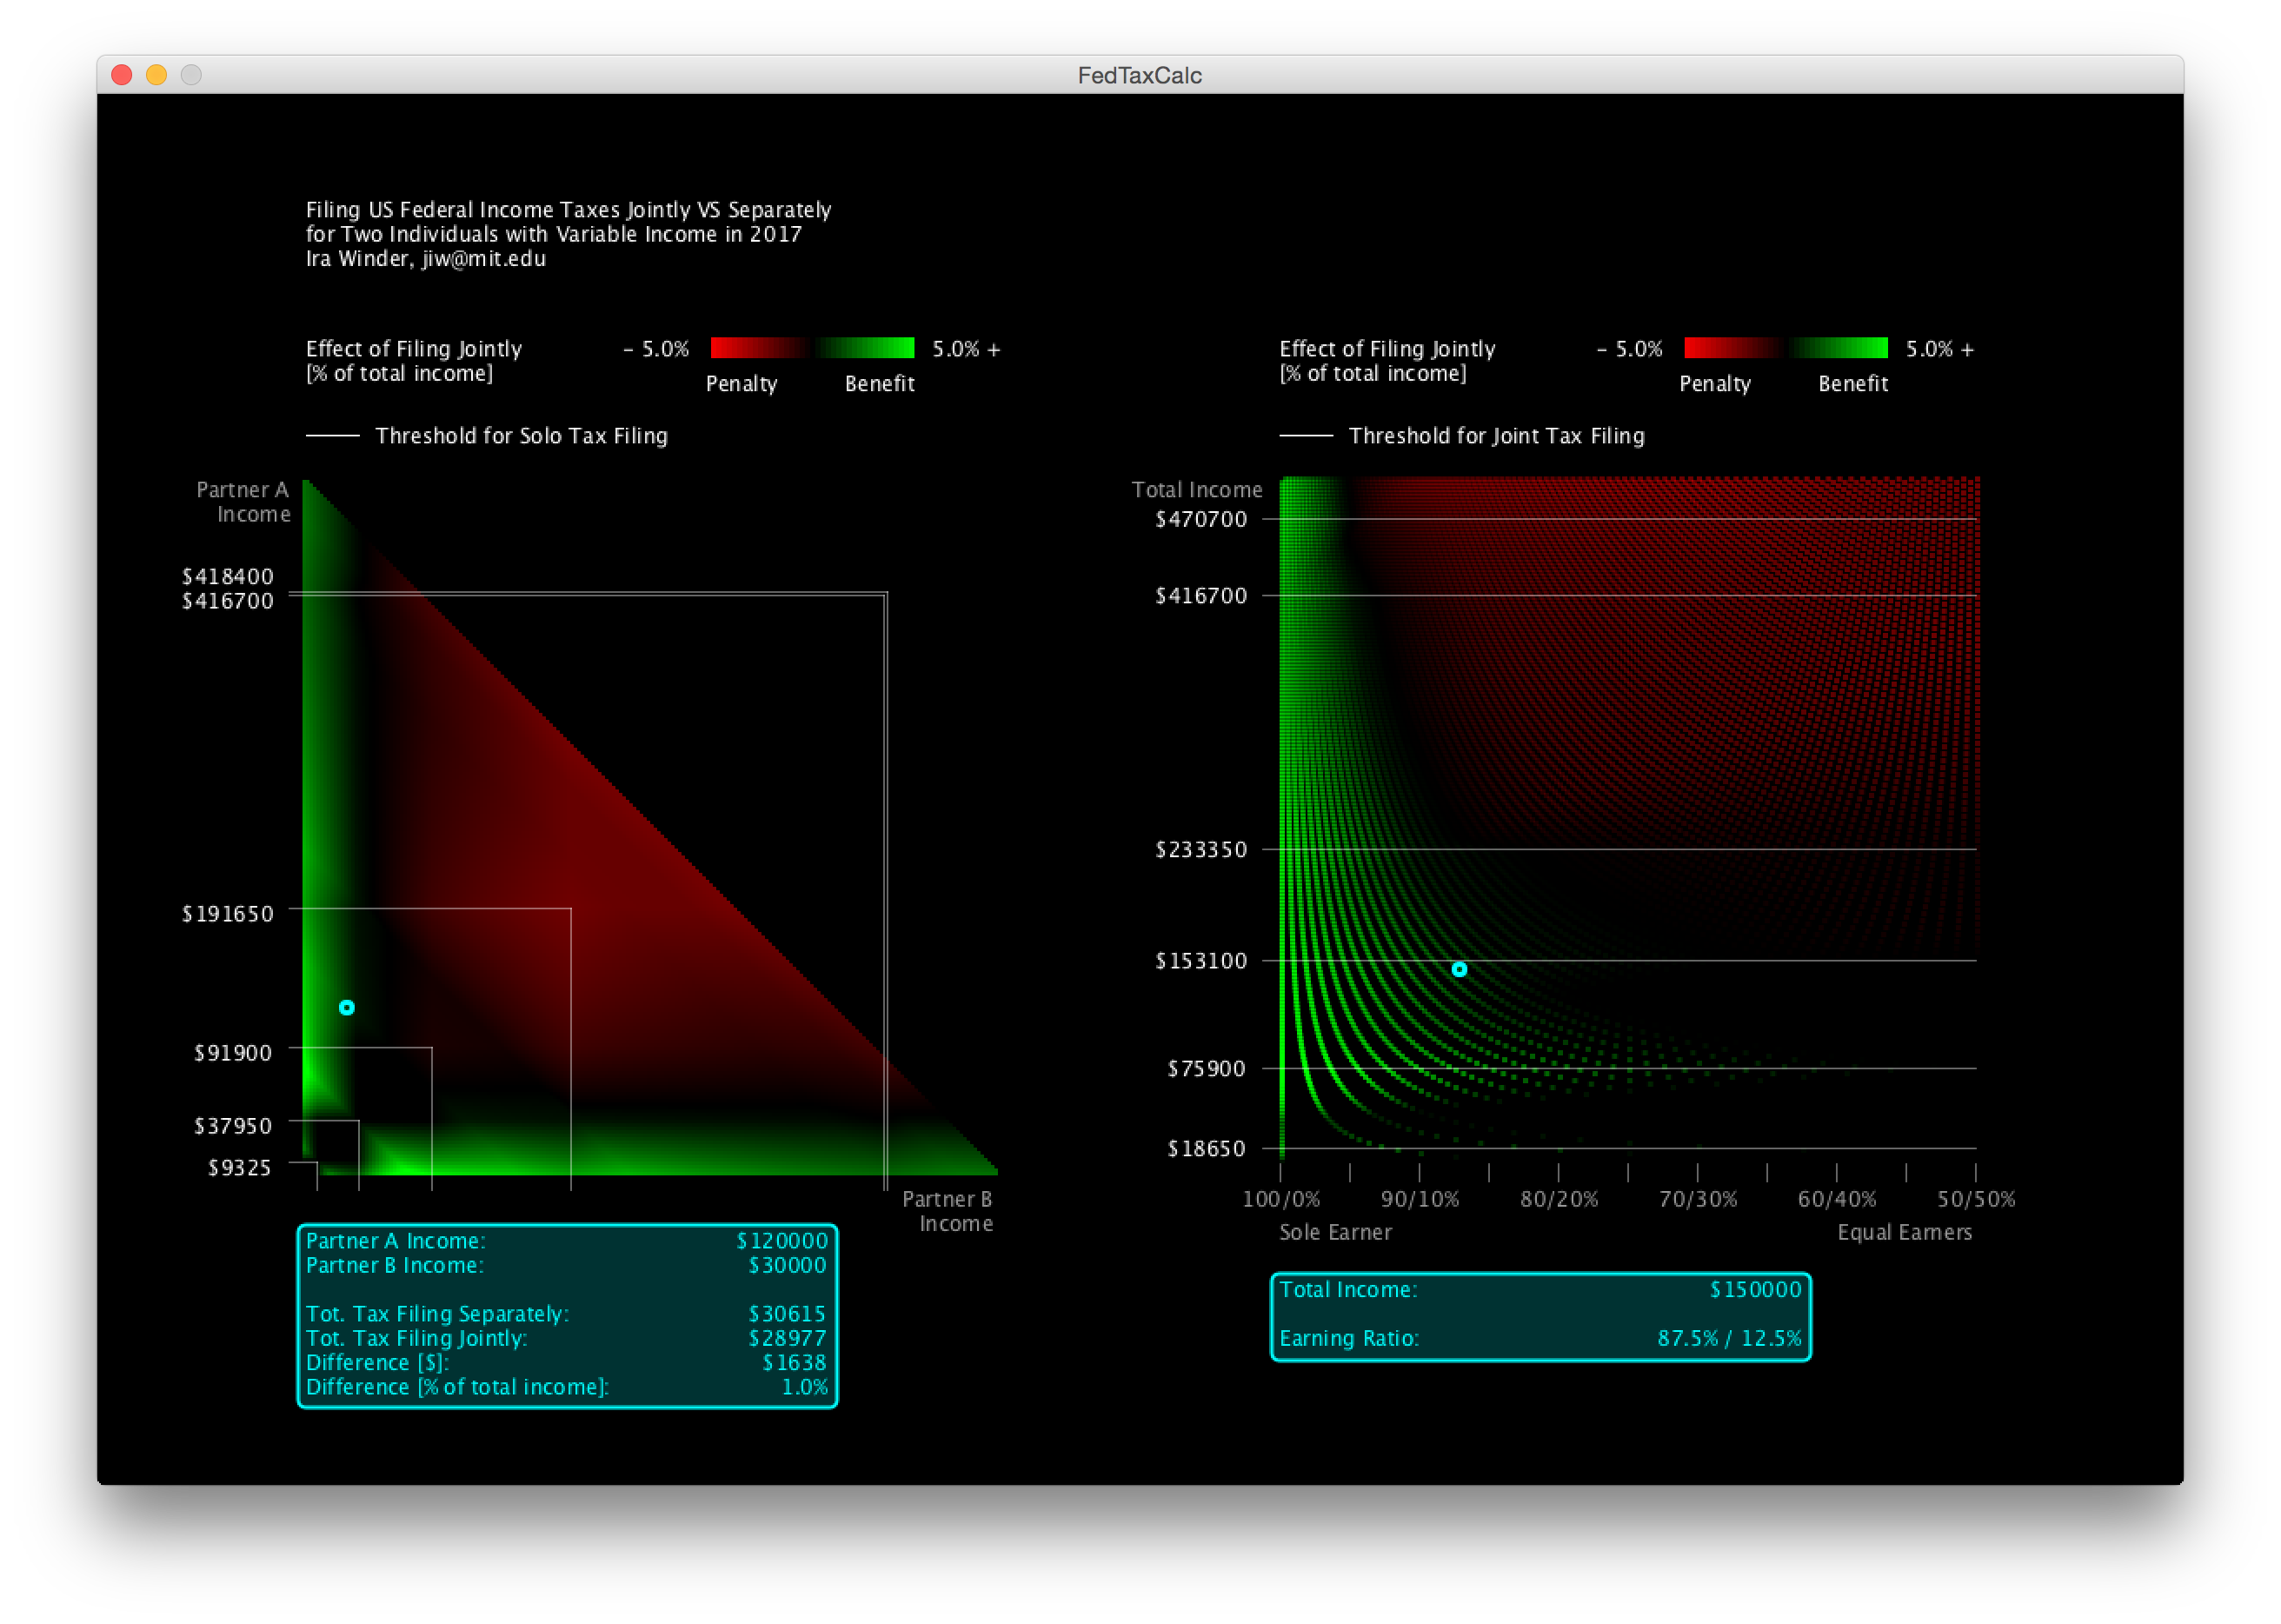 FedTaxCalc
Filing US Federal Income Taxes Jointly VS Separately
for Two Individuals with Variable Income in 2017
Ira Winder, jiw@mit.edu
Effect of Filing Jointly
[% of total income]
– 5.0%
5.0% +
Penalty
Benefit
Threshold for Solo Tax Filing
Partner A
Income
$418400
$416700
$191650
$91900
$37950
$9325
Partner B
Income
Partner A Income: $120000
Partner B Income: $30000
Tot. Tax Filing Separately: $30615
Tot. Tax Filing Jointly: $28977
Difference [$]: $1638
Difference [% of total income]: 1.0%
Effect of Filing Jointly
[% of total income]
– 5.0%
5.0% +
Penalty
Benefit
Threshold for Joint Tax Filing
Total Income
$470700
$416700
$233350
$153100
$75900
$18650
100/0% 90/10% 80/20% 70/30% 60/40% 50/50%
Sole Earner
Equal Earners
Total Income: $150000
Earning Ratio: 87.5% / 12.5%